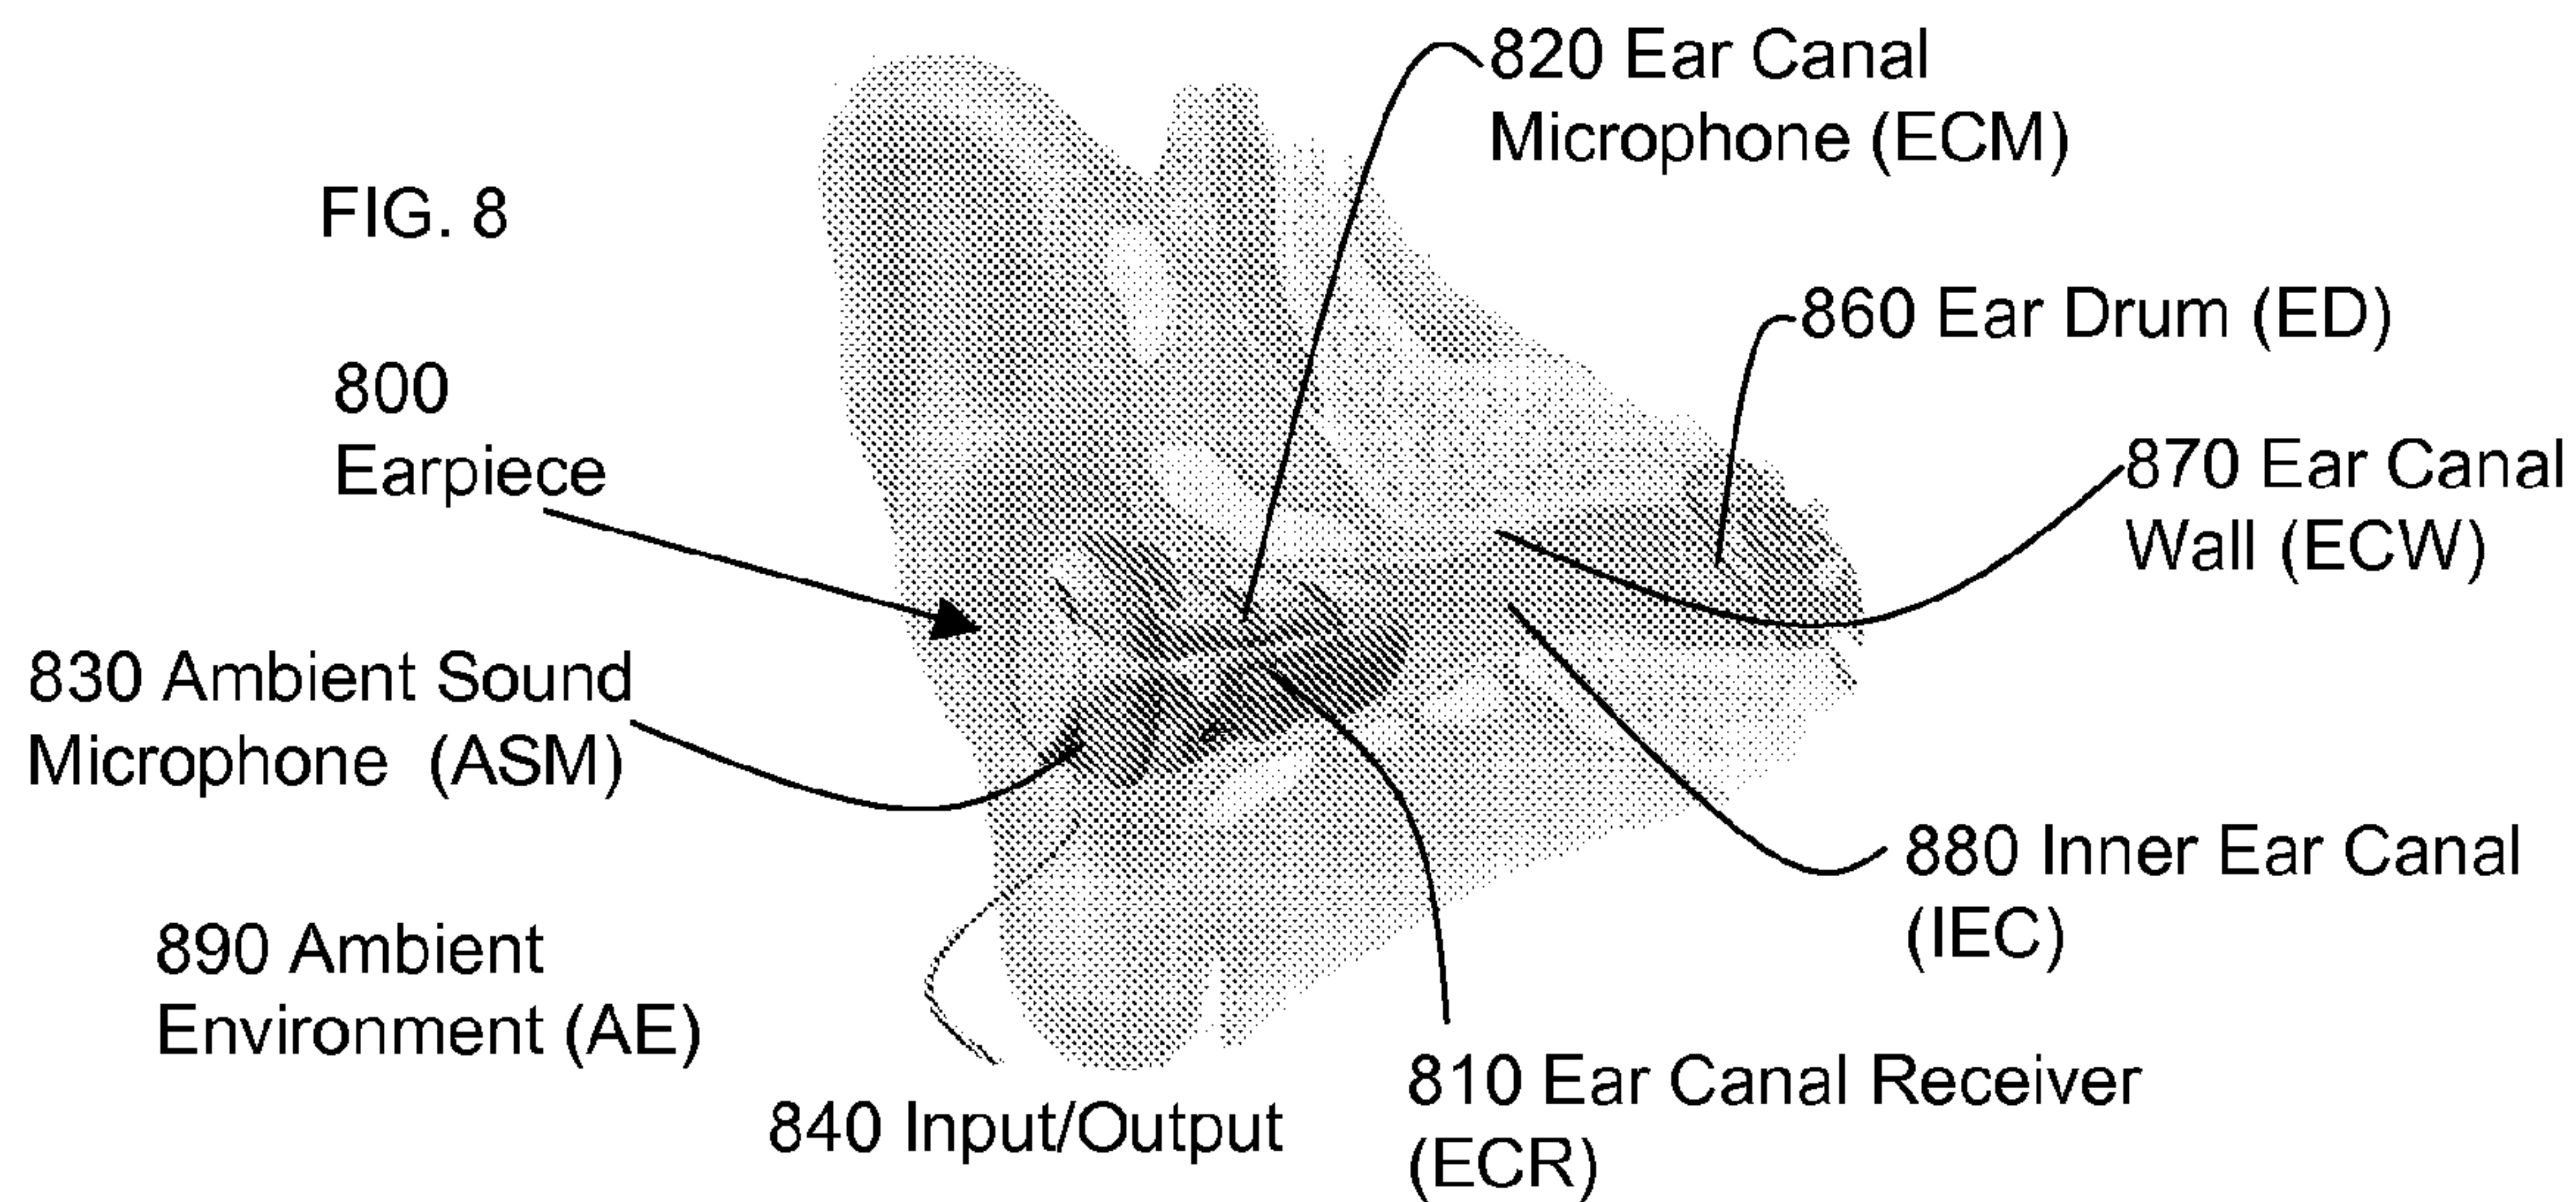 FIG. 8
820 Ear Canal
Microphone (ECM)
800
Earpiece
860 Ear Drum (ED)
870 Ear Canal
Wall (ECW)
830 Ambient Sound
Microphone (ASM)
880 Inner Ear Canal
(IEC)
890 Ambient
Environment (AE)
840 Input/Output
810 Ear Canal Receiver
(ECR)